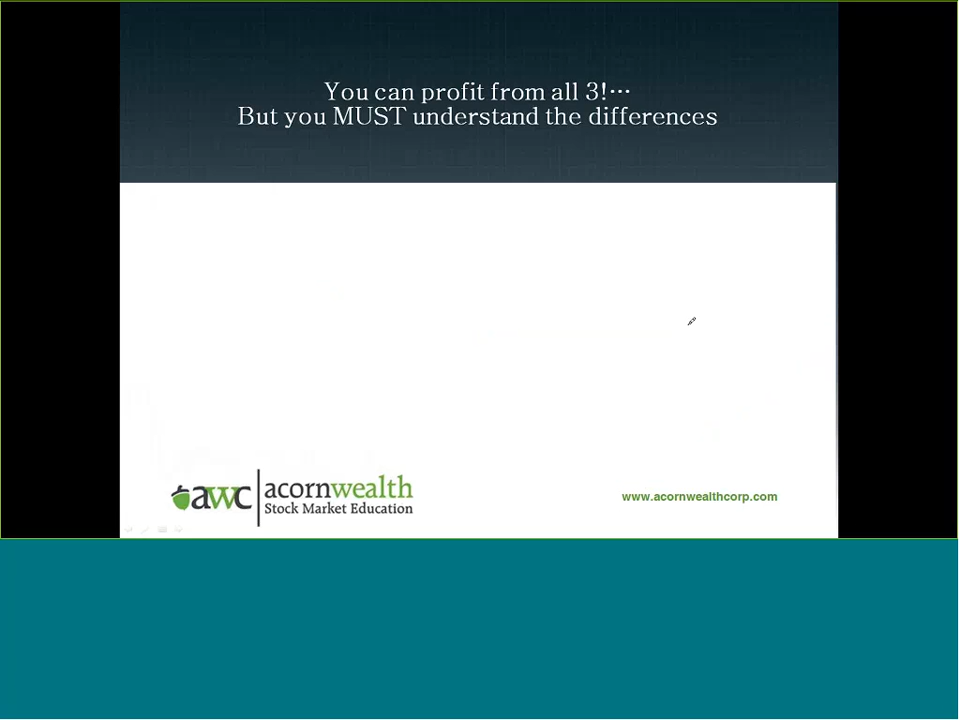 You can profit from all 3!…
But you MUST understand the differences
awc
acornwealth
Stock Market Education
www.acornwealthcorp.com